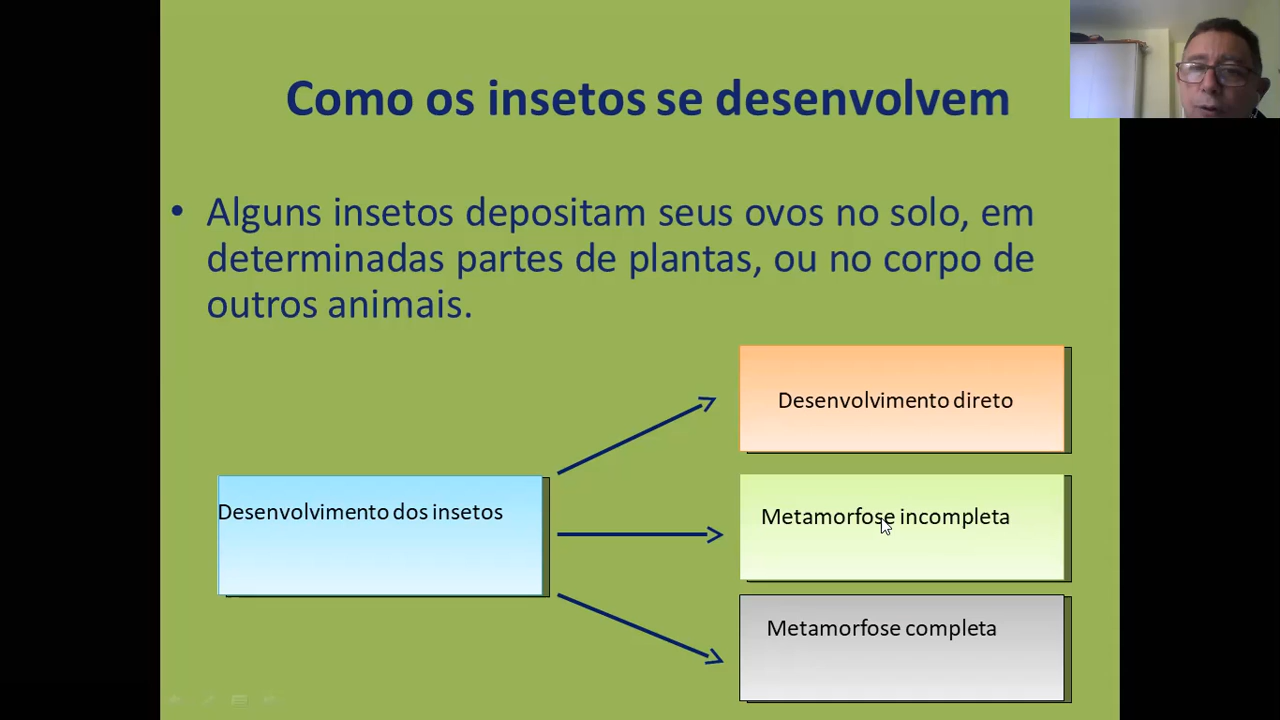 Como os insetos se desenvolvem
• Alguns insetos depositam seus ovos no solo, em
determinadas partes de plantas, ou no corpo de
outros animais.
Desenvolvimento direto
Desenvolvimento dos insetos
Metamorfose incompleta
Metamorfose completa